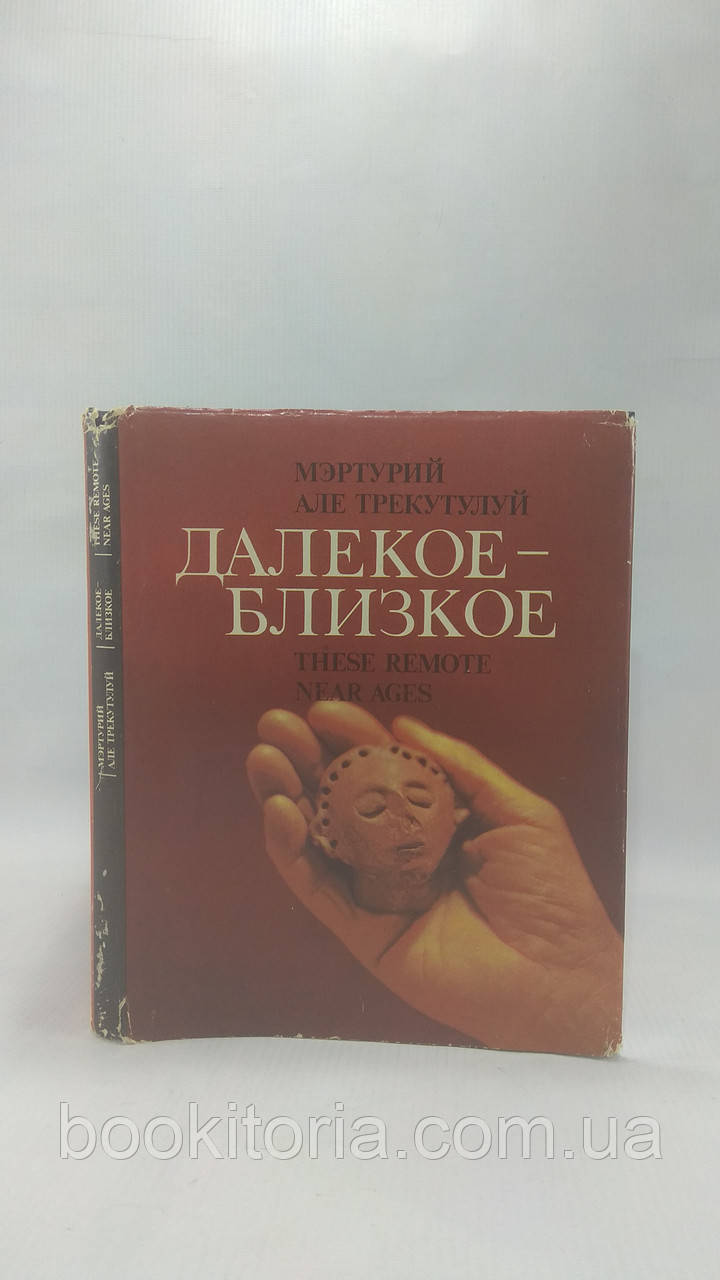 МЭРТУРИЙ
АЛЕ ТРЕКУТУЛУЙ
ДАЛЕКОЕ–
БЛИЗКОЕ
THESE REMOTE
NEAR AGES
МЭРТУРИЙ
АЛЕ ТРЕКУТУЛУЙ
ДАЛЕКОЕ–
БЛИЗКОЕ
THESE REMOTE
NEAR AGES
bookitoria.com.ua